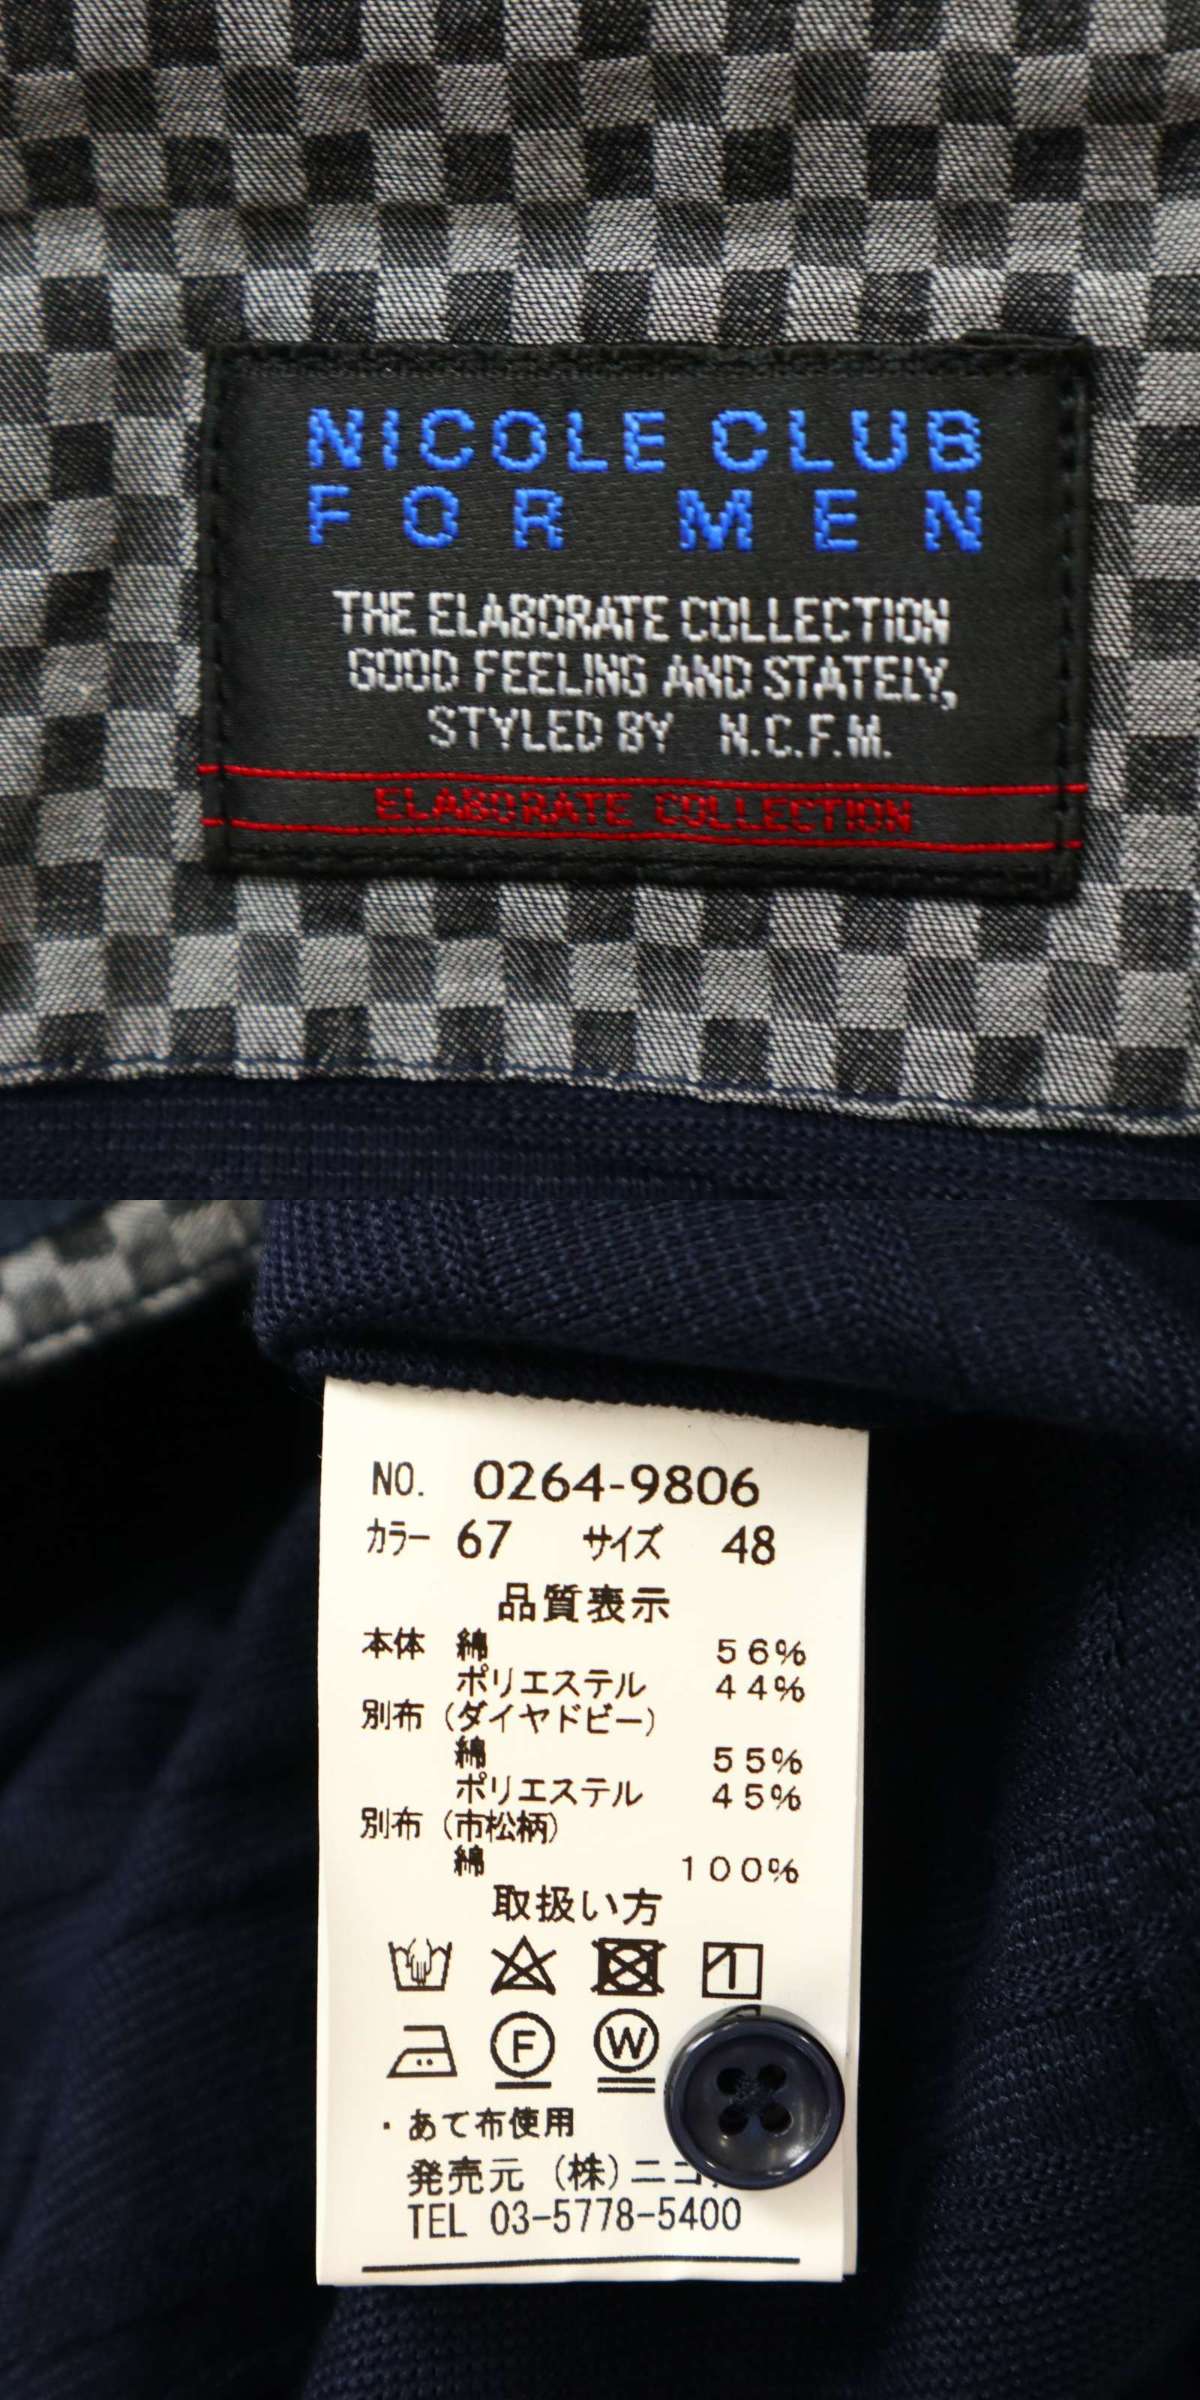 NICOLE CLUB
FOR MEN
THE ELABORATE COLLECTION
GOOD FEELING AND STATELY,
STYLED BY N.C.F.M.
ELABORATE COLLECTION
NO. 0264-9806
カラー 67 サイズ 48
品質表示
本体 綿 56%
ポリエステル 44%
別布(ダイヤドビー)
綿 55%
ポリエステル 45%
別布(市松柄)
綿 100%
取扱い方
F W
・あて布使用
発売元 (株)ニコ
TEL 03-5778-5400